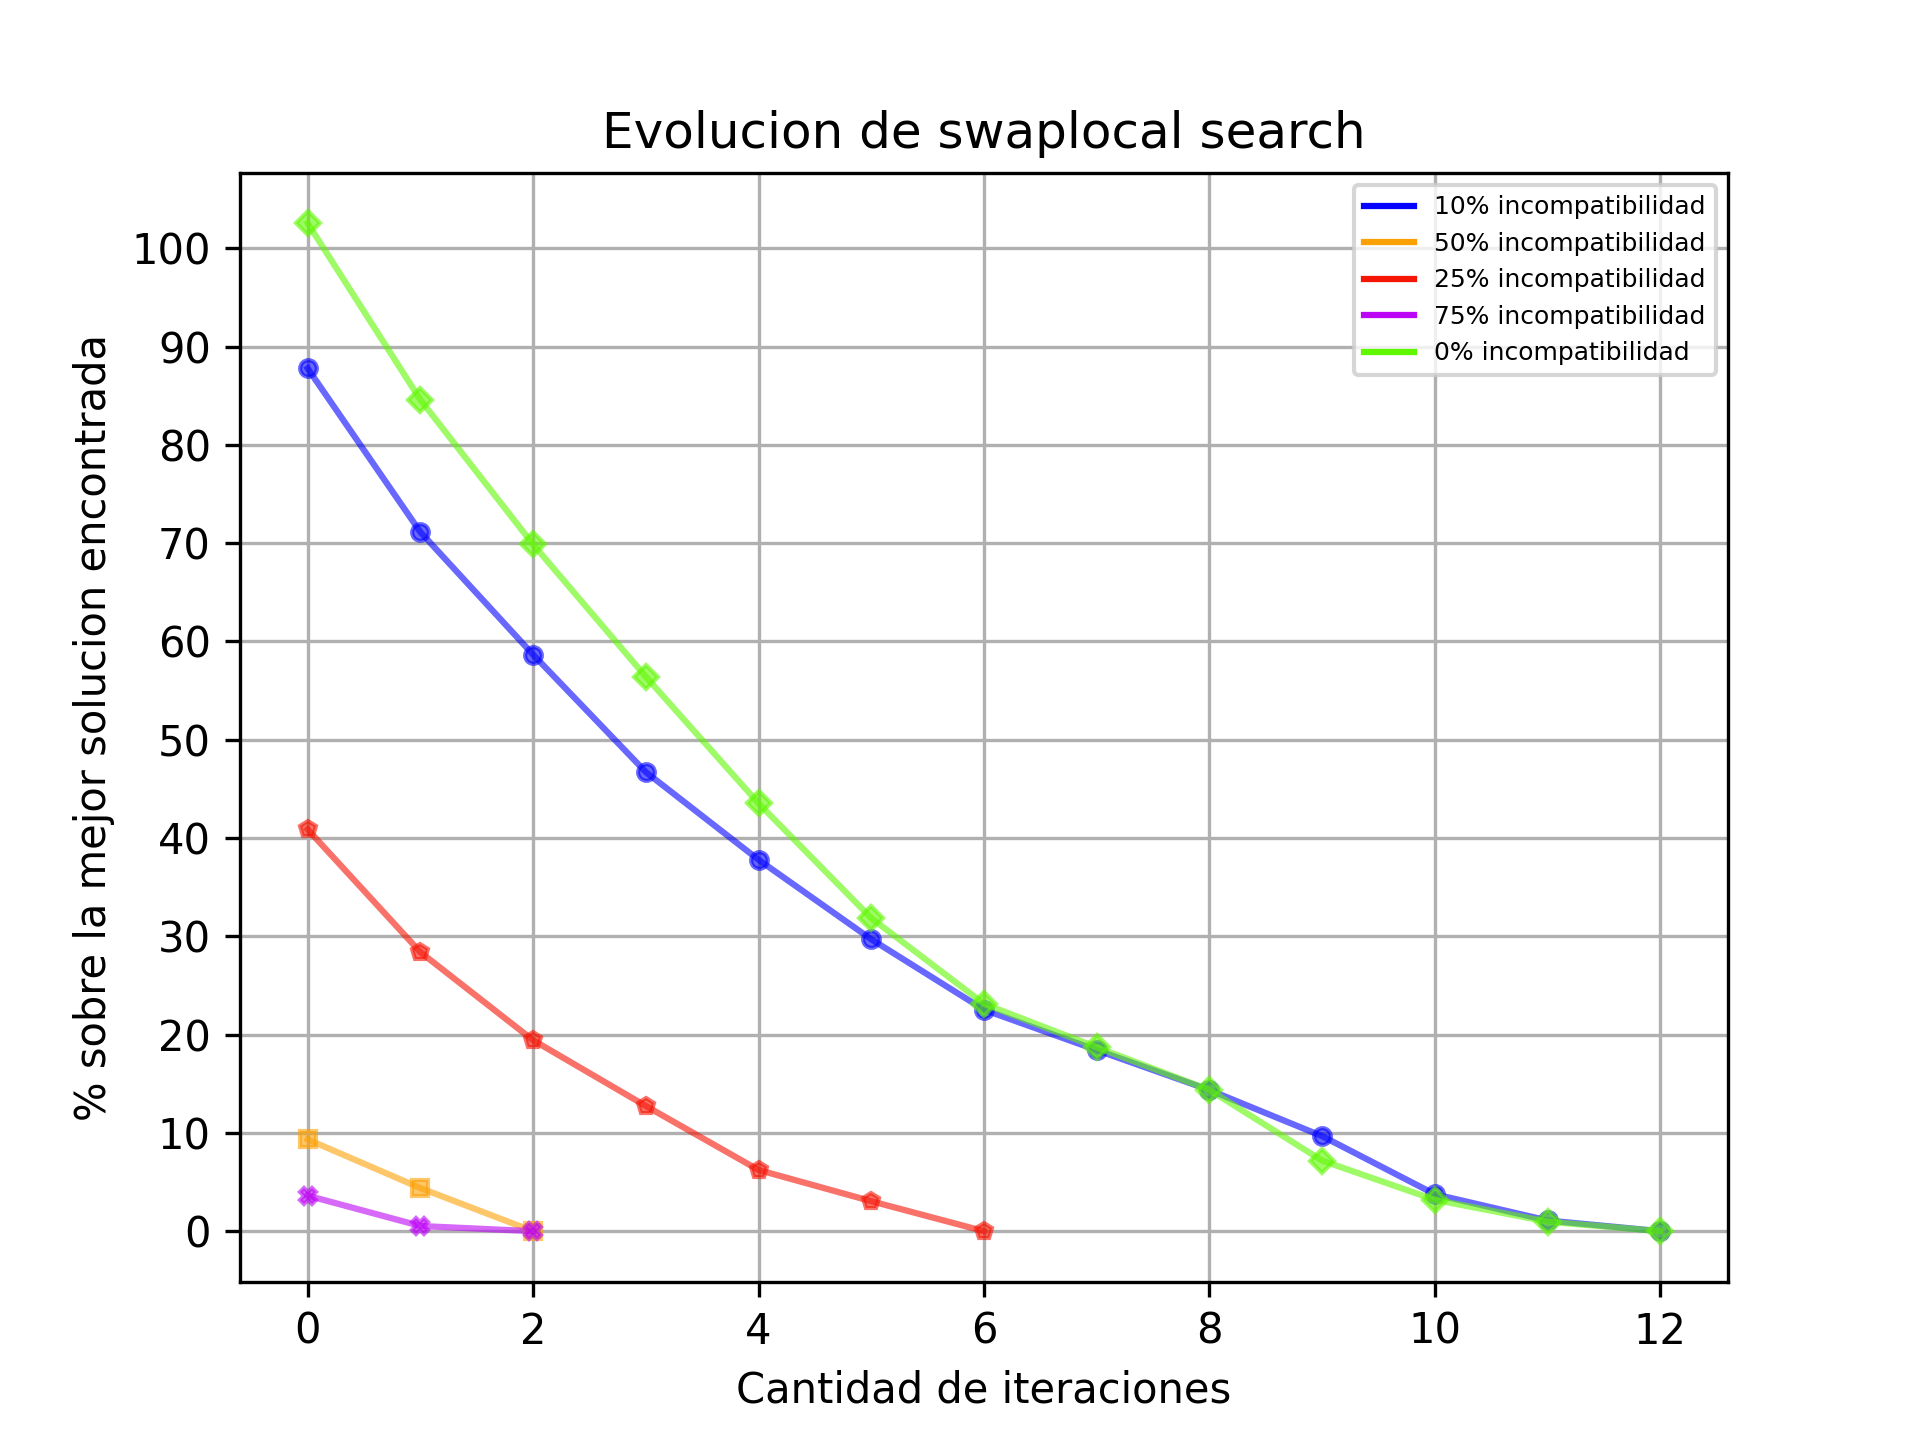 Evolucion de swaplocal search
% sobre la mejor solucion encontrada
100
90
80
70
60
50
40
30
20
10
0
10% incompatibilidad
50% incompatibilidad
25% incompatibilidad
75% incompatibilidad
0% incompatibilidad
0 2 4 6 8 10 12
Cantidad de iteraciones